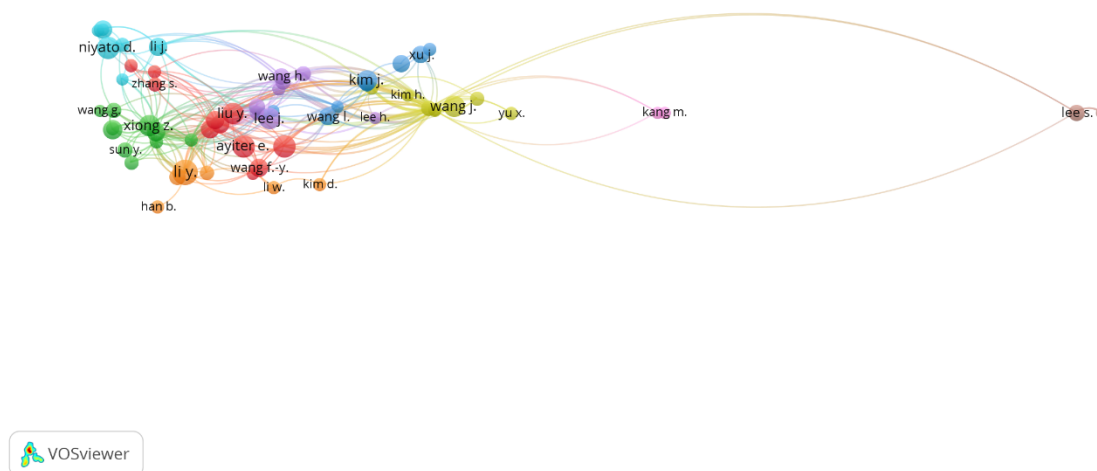 niyato d.
li j.
xu j.
wang h.
kim j.
zhang s.
kim h.
wang j.
wang g.
liu y.
lee j.
wang l.
lee h.
yu x.
kang m.
lee s.
xiong z.
sun y.
ayiter e.
li y.
wang f.-y.
li w.
kim d.
han b.
VOSviewer